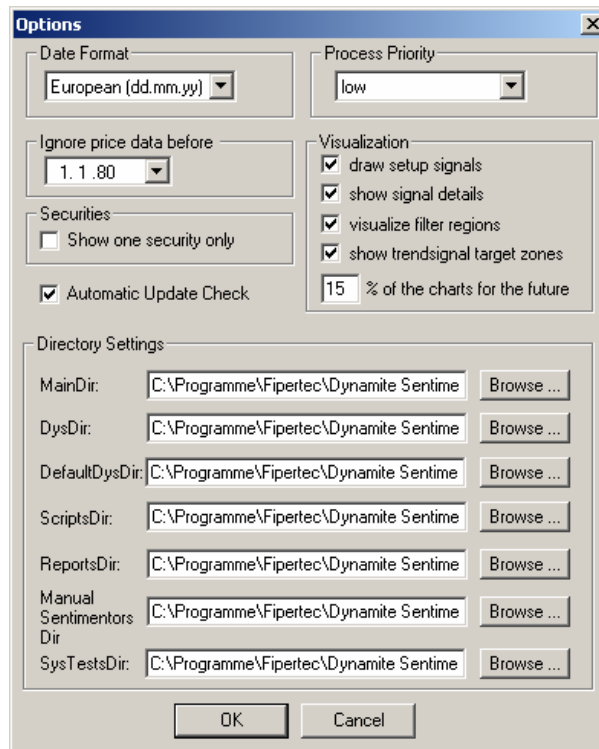 Options
Date Format
European (dd.mm.yy)
Process Priority
low
Ignore price data before
1. 1 .80
Securities
Show one security only
Automatic Update Check
Visualization
draw setup signals
show signal details
visualize filter regions
show trendsignal target zones
15 % of the charts for the future
Directory Settings
MainDir: C:\Programme\Fipertec\Dynamite Sentime Browse ...
DysDir: C:\Programme\Fipertec\Dynamite Sentime Browse ...
DefaultDysDir: C:\Programme\Fipertec\Dynamite Sentime Browse ...
ScriptsDir: C:\Programme\Fipertec\Dynamite Sentime Browse ...
ReportsDir: C:\Programme\Fipertec\Dynamite Sentime Browse ...
Manual
Sentimentors C:\Programme\Fipertec\Dynamite Sentime Browse ...
Dir
SysTestsDir: C:\Programme\Fipertec\Dynamite Sentime Browse ...
OK Cancel